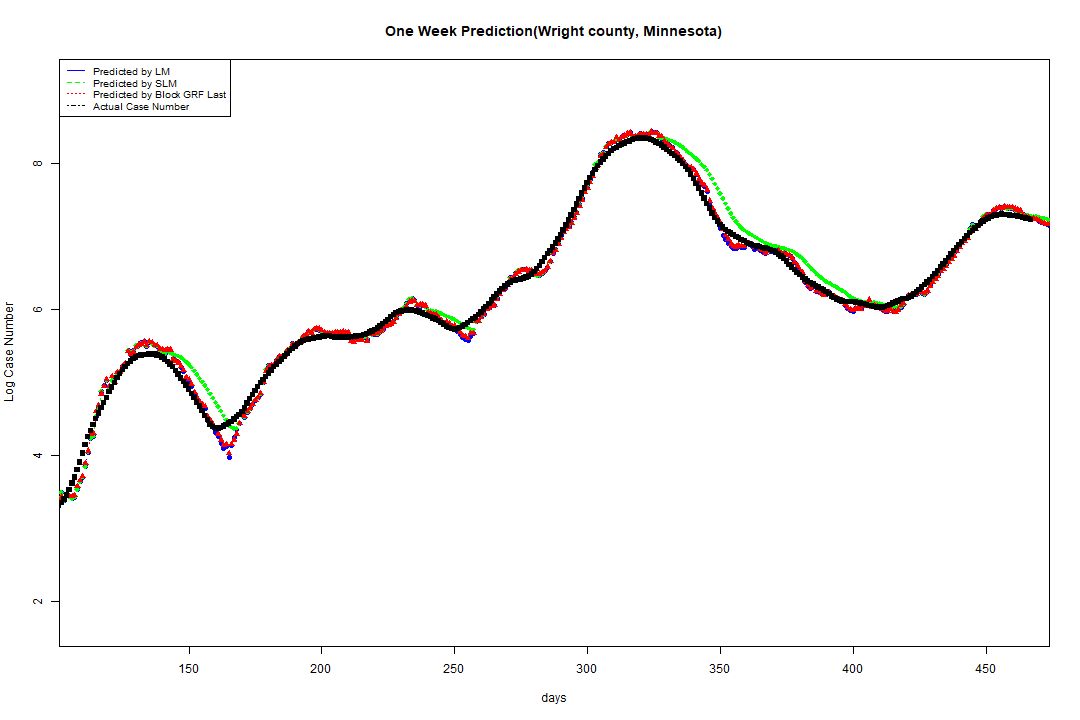 One Week Prediction(Wright county, Minnesota)
Predicted by LM
Predicted by SLM
Predicted by Block GRF Last
Actual Case Number
8
6
4
2
Log Case Number
150 200 250 300 350 400 450
days